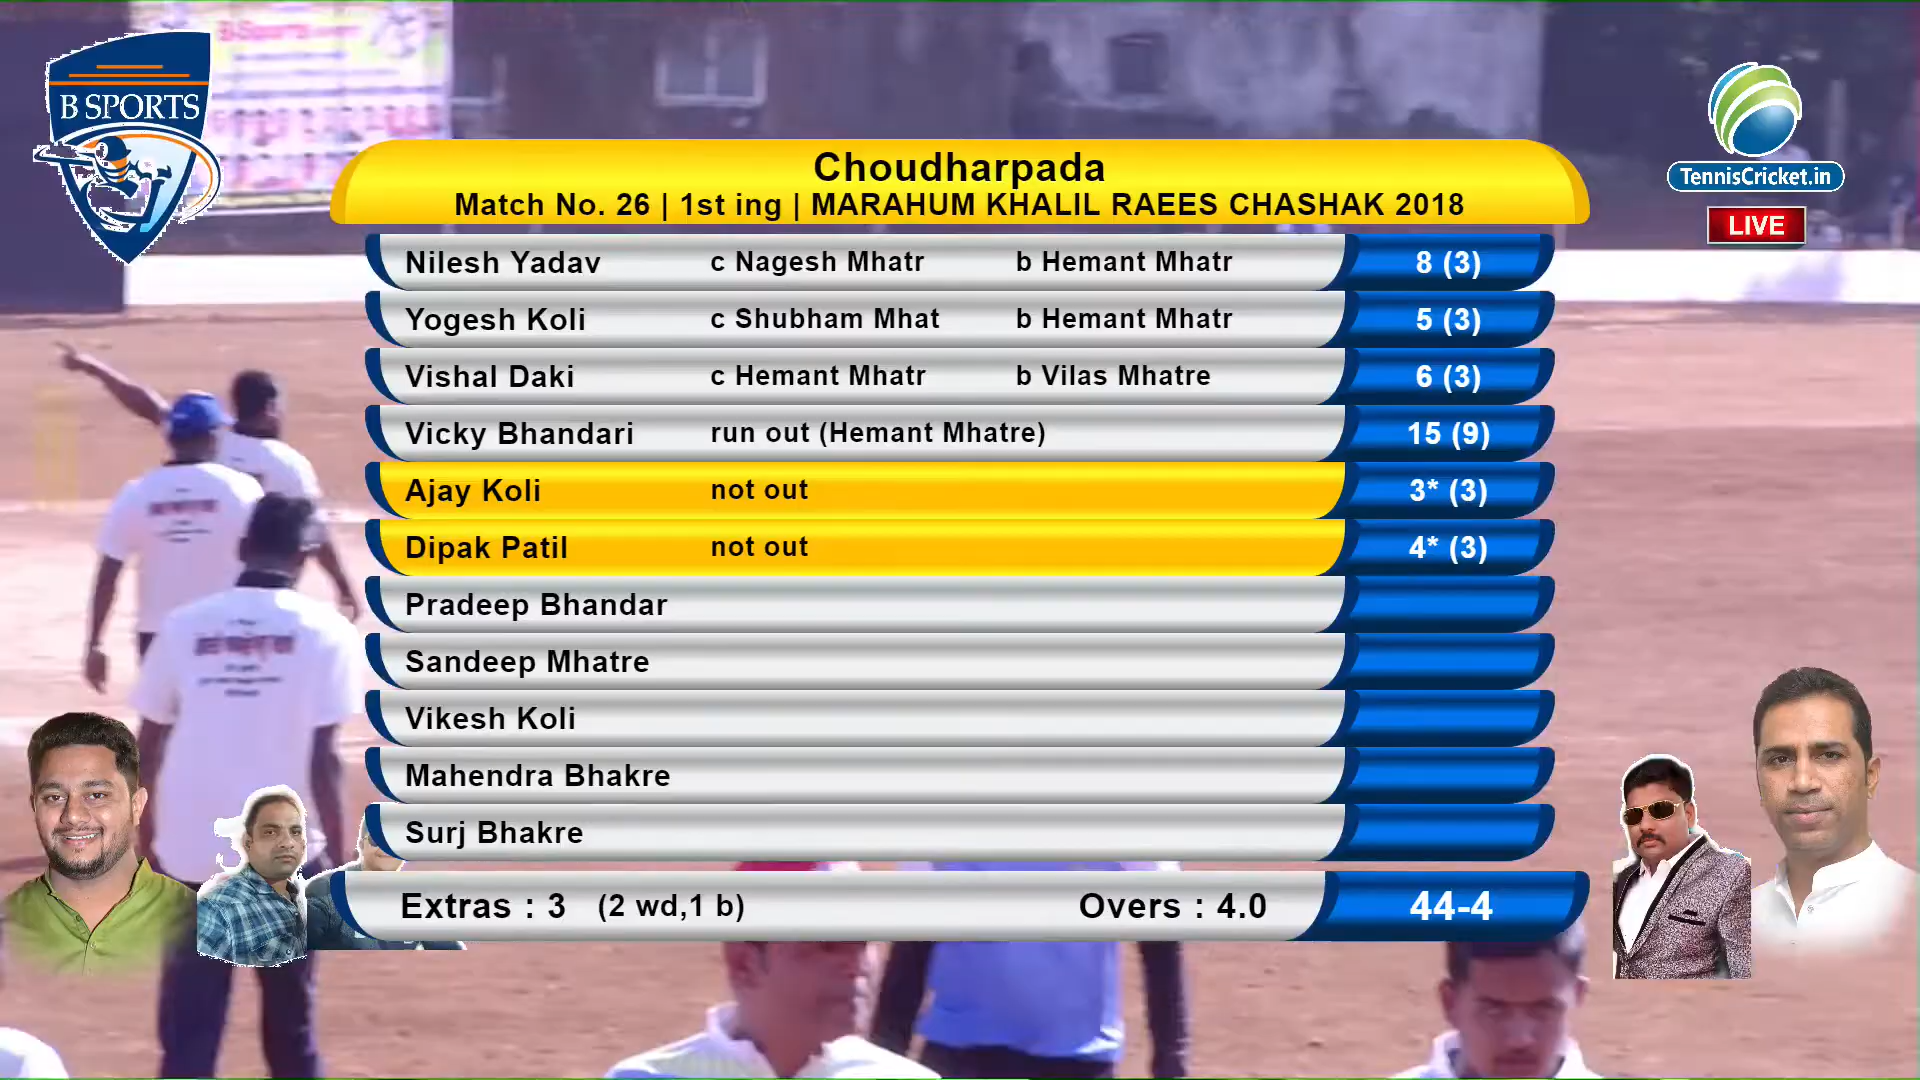 BSports
B SPORTS
TennisCricket.in
LIVE
Choudharpada
Match No. 26 | 1st ing | MARAHUM KHALIL RAEES CHASHAK 2018
Nilesh Yadav c Nagesh Mhatr b Hemant Mhatr 8 (3)
Yogesh Koli c Shubham Mhat b Hemant Mhatr 5 (3)
Vishal Daki c Hemant Mhatr b Vilas Mhatre 6 (3)
Vicky Bhandari run out (Hemant Mhatre) 15 (9)
Ajay Koli not out 3* (3)
Dipak Patil not out 4* (3)
Pradeep Bhandar
Sandeep Mhatre
Vikesh Koli
Mahendra Bhakre
Surj Bhakre
Extras : 3 (2 wd,1 b) Overs : 4.0 44-4